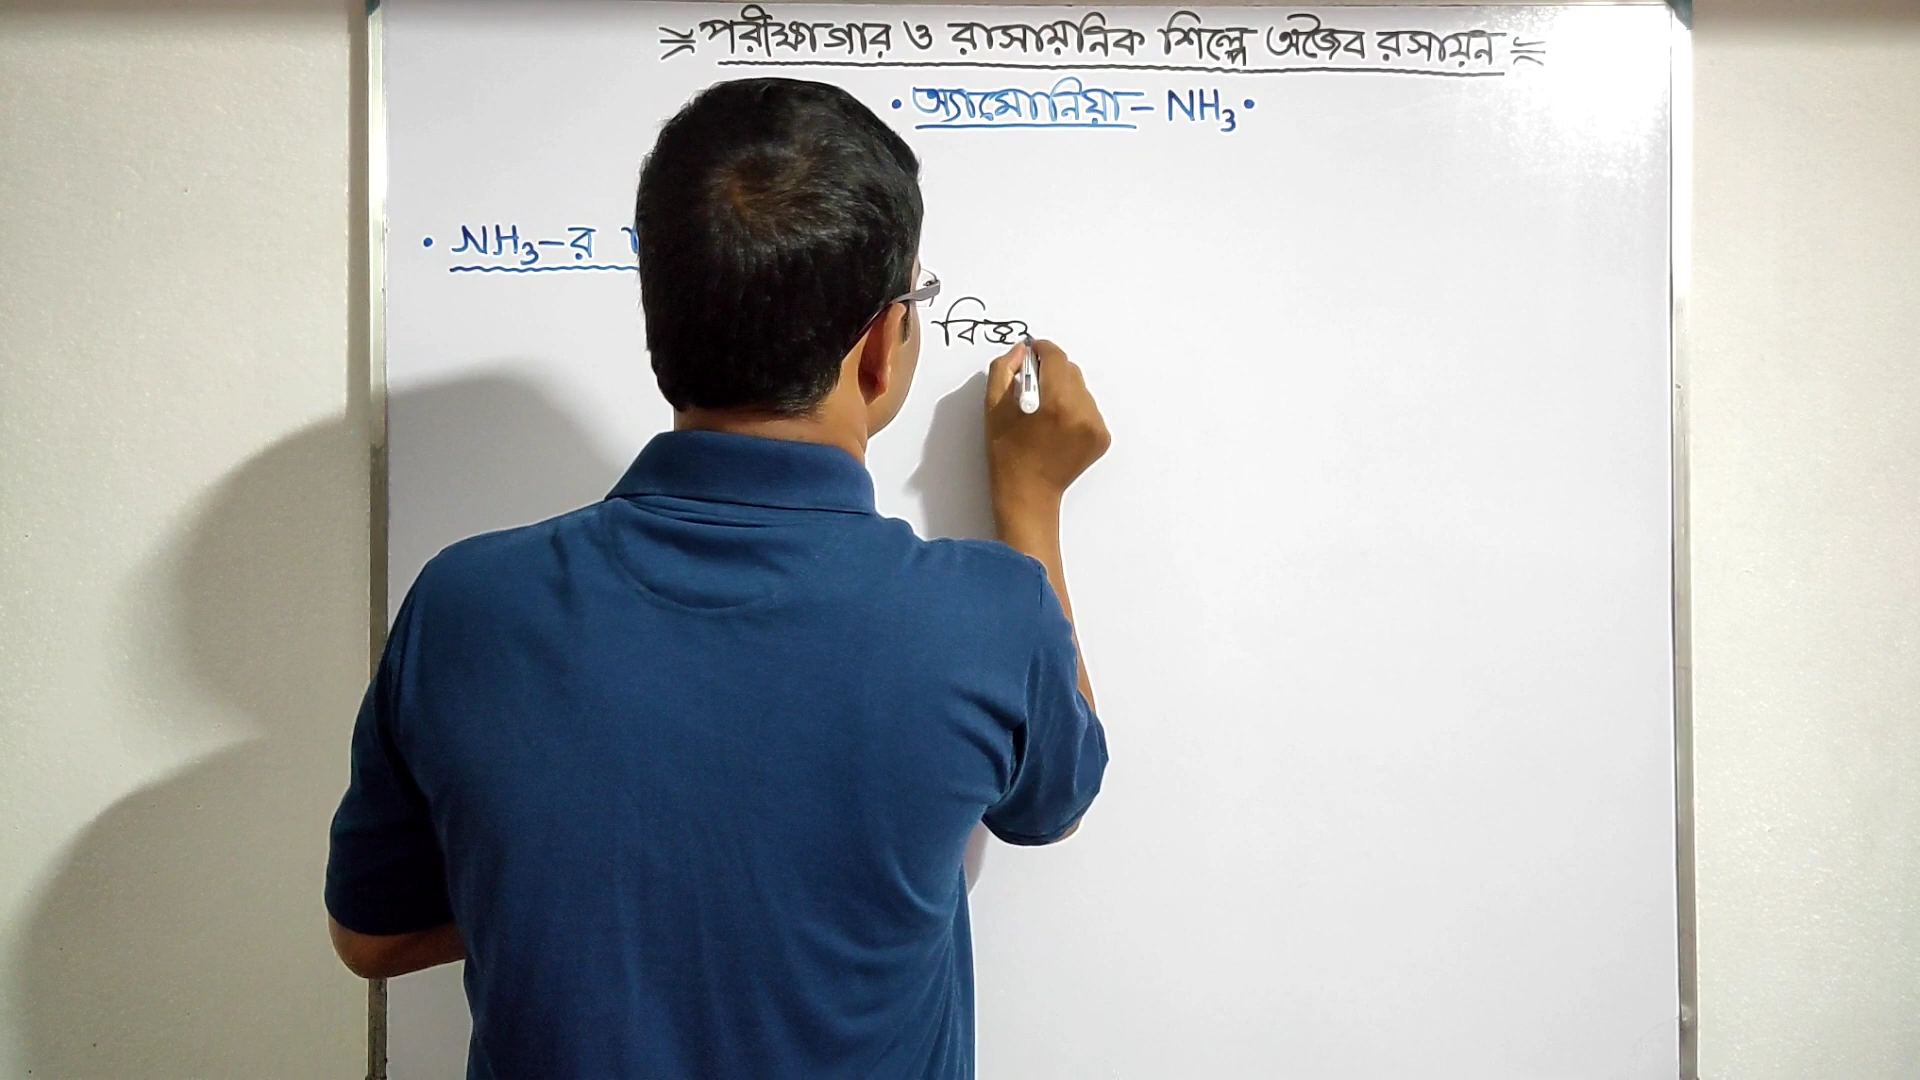 পরীক্ষাগার ও রাসায়নিক শিল্পে অজৈব রসায়ন
• অ্যামোনিয়া - NH₃ •
• NH₃-র